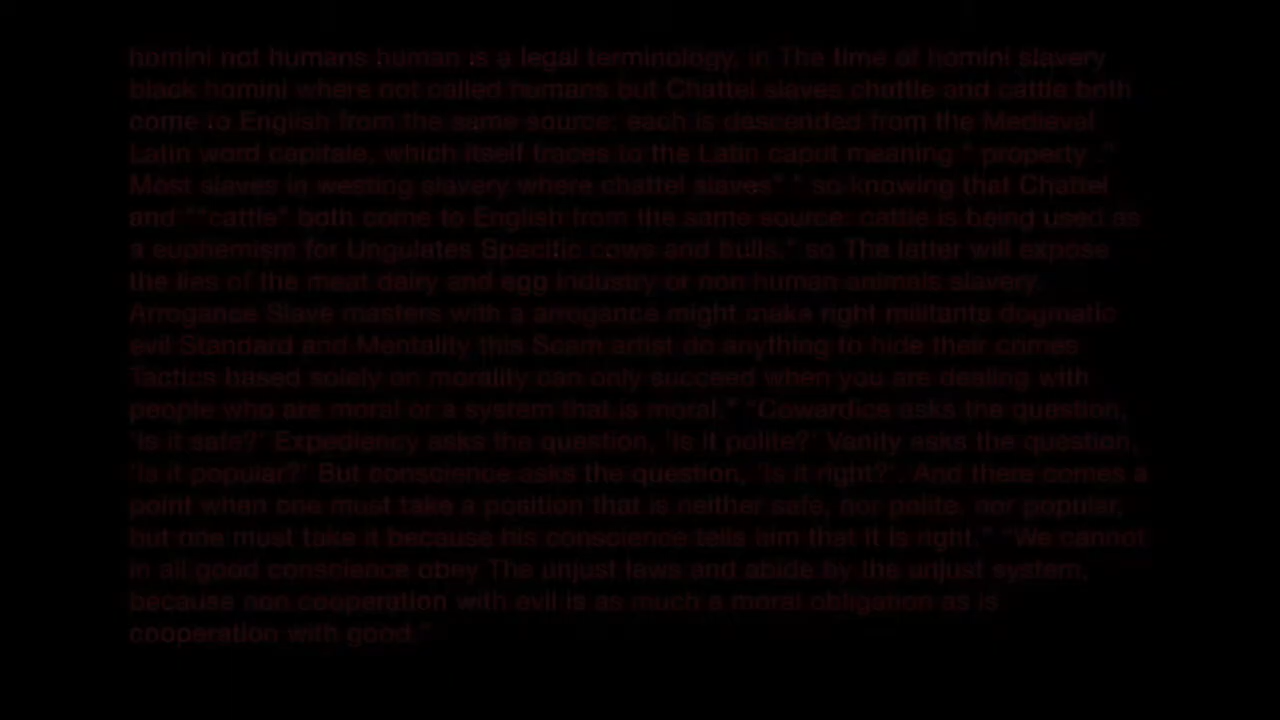 homini not humans human is a legal terminology, in The time of homini slavery
black homini where not called humans but Chattel slaves chattle and cattle both
come to English from the same source; each is descended from the Medieval
Latin word capitale, which itself traces to the Latin caput meaning " property ."
Most slaves in westing slavery where chattel slaves" " so knowing that Chattel
and ""cattle" both come to English from the same source; cattle is being used as
a euphemism for Ungulates Specific cows and bulls." so The latter will expose
the lies of the meat dairy and egg industry or non human animals slavery.
Arrogance Slave masters with a arrogance might make right militants dogmatic
evil Standard and Mentality this Scam artist do anything to hide their crimes
Tactics based solely on morality can only succeed when you are dealing with
people who are moral or a system that is moral." "Cowardice asks the question,
'Is it safe?' Expediency asks the question, 'Is it polite?' Vanity asks the question,
'Is it popular?' But conscience asks the question, 'Is it right?'. And there comes a
point when one must take a position that is neither safe, nor polite, nor popular,
but one must take it because his conscience tells him that it is right." "We cannot
in all good conscience obey The unjust laws and abide by the unjust system,
because non cooperation with evil is as much a moral obligation as is
cooperation with good."